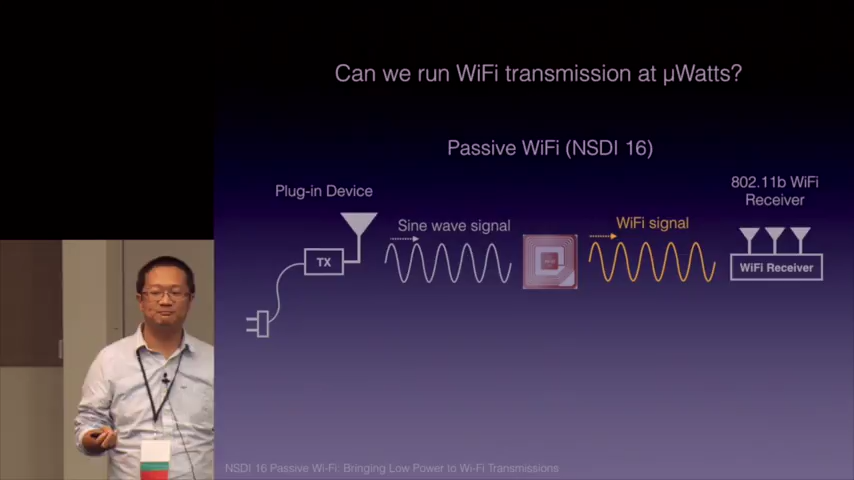 Can we run WiFi transmission at µWatts?
Passive WiFi (NSDI 16)
Plug-in Device
802.11b WiFi
Receiver
Sine wave signal
WiFi signal
TX
WiFi Receiver
NSDI 16 Passive Wi-Fi: Bringing Low Power to Wi-Fi Transmissions